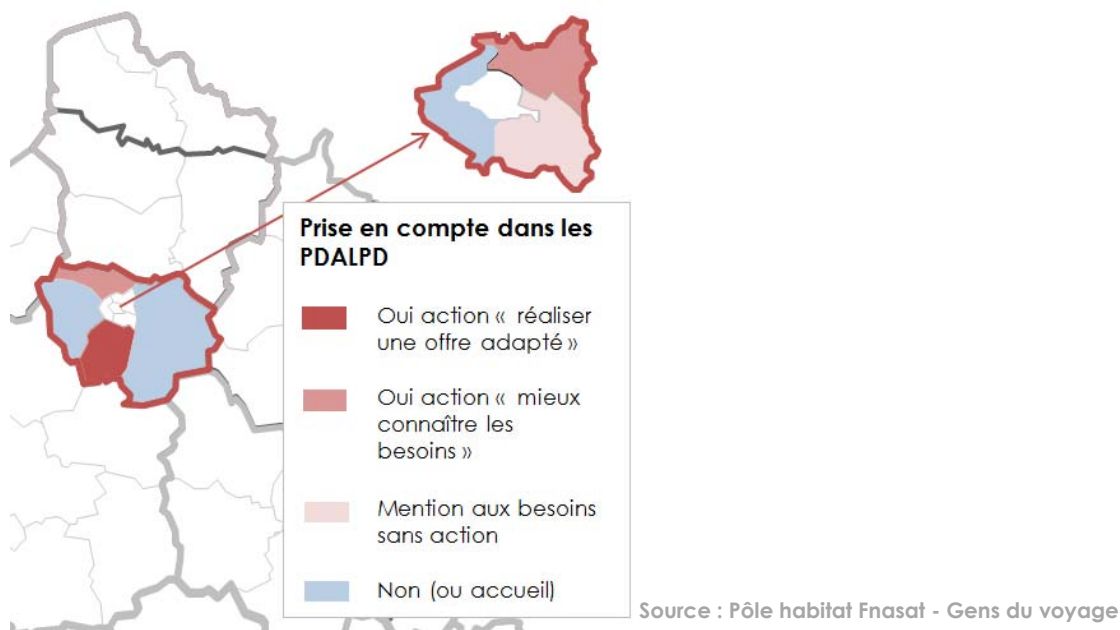 Prise en compte dans les
PDALPD
Oui action « réaliser
une offre adapté »
Oui action « mieux
connaître les
besoins »
Mention aux besoins
sans action
Non (ou accueil)
Source : Pôle habitat Fnasat - Gens du voyage